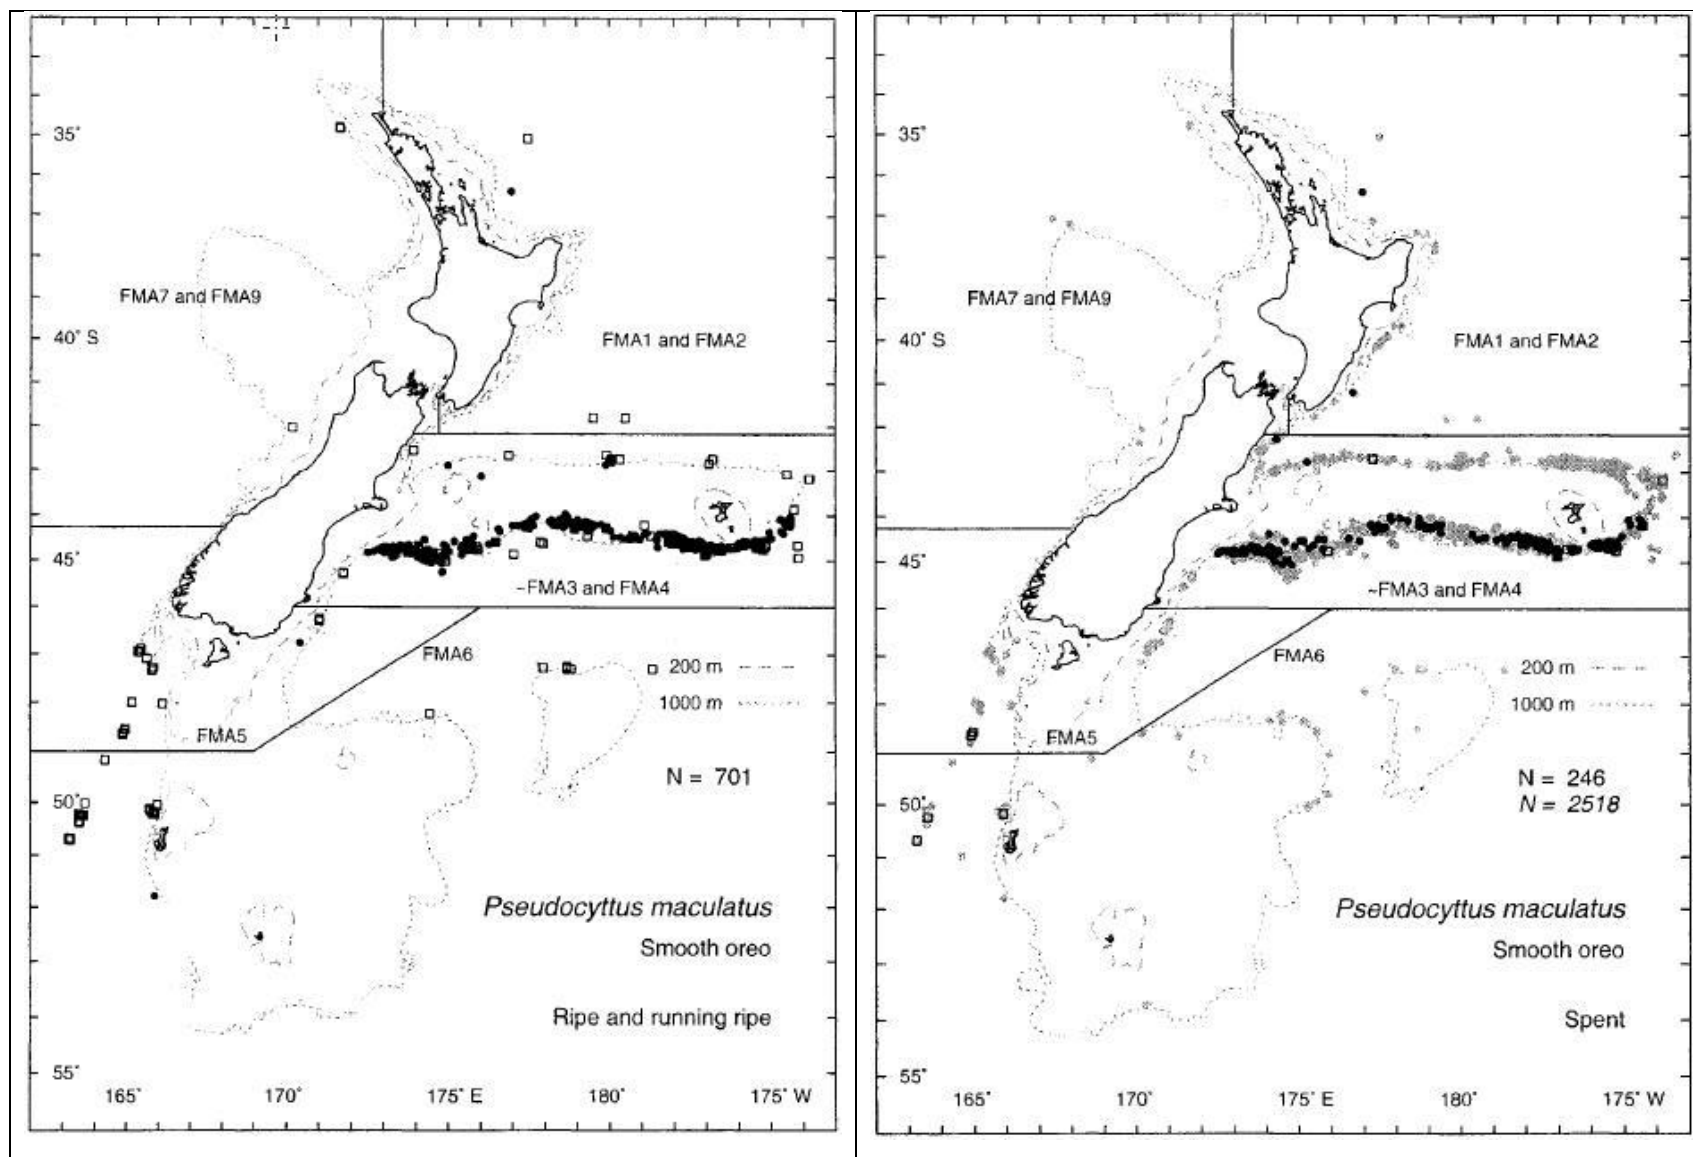 35°
FMA7 and FMA9
40° S
FMA1 and FMA2
45°
~FMA3 and FMA4
FMA6
200 m
1000 m
FMA5
N = 701
50°
Pseudocyttus maculatus
Smooth oreo
Ripe and running ripe
55°
165°
170°
175° E
180°
175° W
35°
FMA7 and FMA9
40° S
FMA1 and FMA2
45°
~FMA3 and FMA4
FMA6
200 m
1000 m
FMA5
N = 246
N = 2518
50°
Pseudocyttus maculatus
Smooth oreo
Spent
55°
165°
170°
175° E
180°
175° W